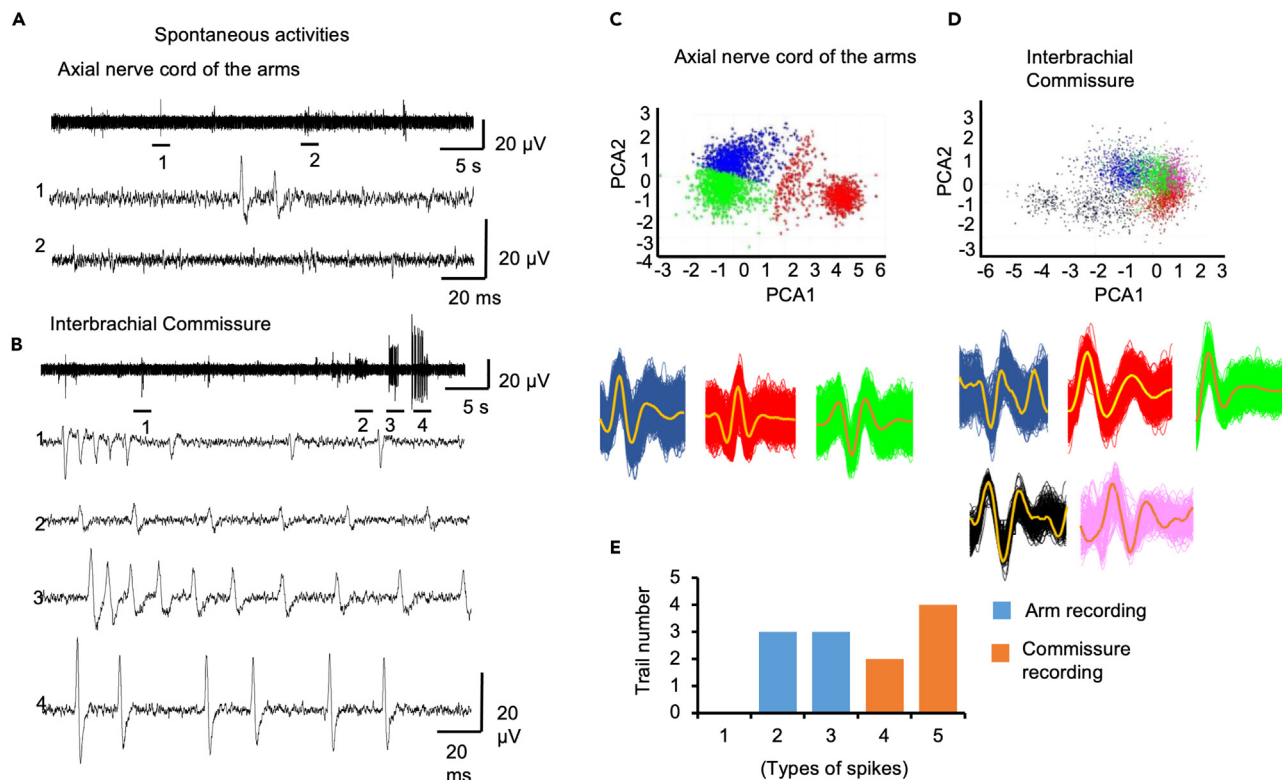 A
Spontaneous activities
Axial nerve cord of the arms
20 µV
5 s
1
2
1
2
20 µV
20 ms
B
Interbrachial Commissure
20 µV
5 s
1
2
3
4
1
2
3
4
20
µV
20
ms
C
Axial nerve cord of the arms
PCA2
3
2
1
0
-1
-2
-3
-4
-3 -2 -1 0 1 2 3 4 5 6
PCA1
D
Interbrachial
Commissure
PCA2
3
2
1
0
-1
-2
-3
-6 -5 -4 -3 -2 -1 0 1 2 3
PCA1
E
Trail number
5
4
3
2
1
0
1 2 3 4 5
(Types of spikes)
Arm recording
Commissure
recording